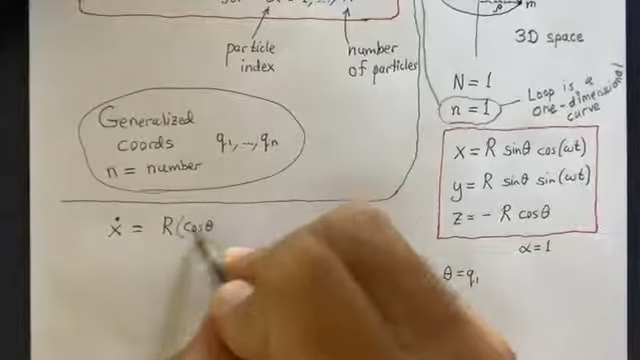 particle
index
number
of particles
m
3D space
N = 1
n = 1
Loop is a
one-dimensional
curve
Generalized
coords q₁, .., qₙ
n = number
x = R sinθ cos(ωt)
y = R sinθ sin(ωt)
z = - R cosθ
α = 1
θ = q₁
ẋ = R(cosθ